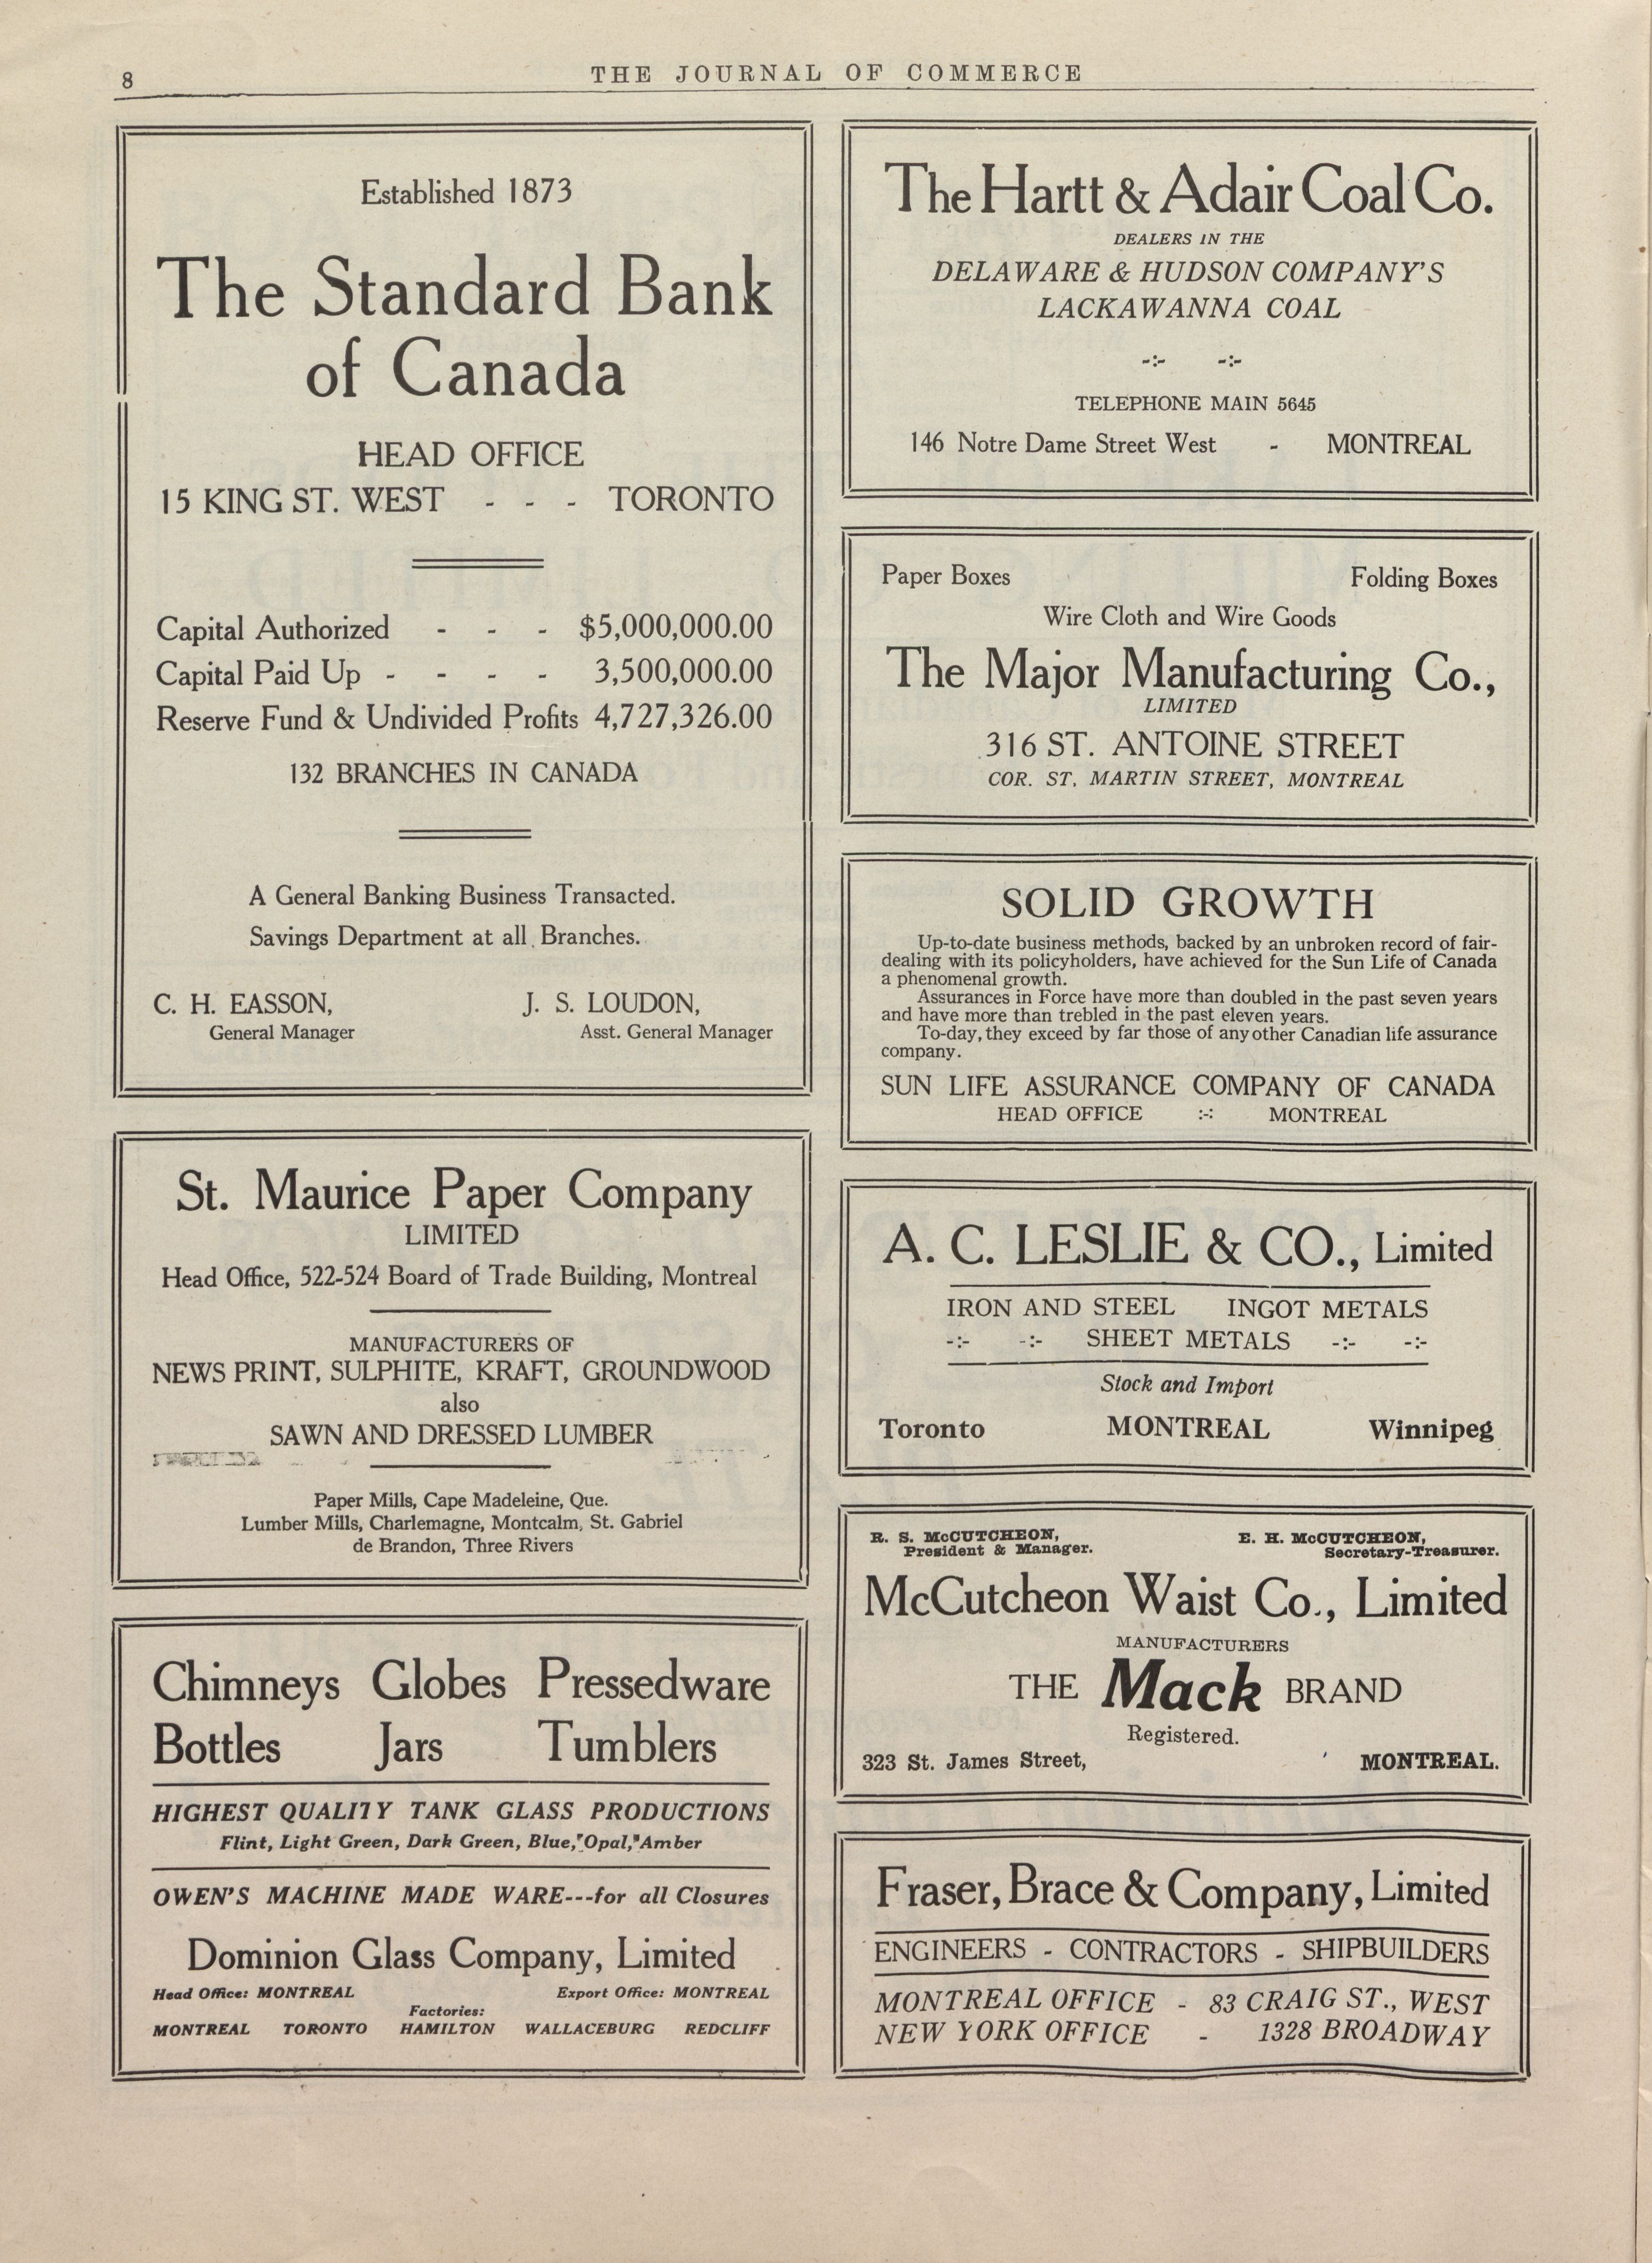 8
THE JOURNAL OF COMMERCE
Established 1873
The Standard Bank
of Canada
HEAD OFFICE
15 KING ST. WEST - - - TORONTO
Capital Authorized - - - $5,000,000.00
Capital Paid Up - - - - 3,500,000.00
Reserve Fund & Undivided Profits 4,727,326.00
132 BRANCHES IN CANADA
A General Banking Business Transacted.
Savings Department at all Branches.
C. H. EASSON, J. S. LOUDON,
General Manager Asst. General Manager
St. Maurice Paper Company
LIMITED
Head Office, 522-524 Board of Trade Building, Montreal
MANUFACTURERS OF
NEWS PRINT, SULPHITE, KRAFT, GROUNDWOOD
also
SAWN AND DRESSED LUMBER
Paper Mills, Cape Madeleine, Que.
Lumber Mills, Charlemagne, Montcalm, St. Gabriel
de Brandon, Three Rivers
Chimneys Globes Pressedware
Bottles Jars Tumblers
HIGHEST QUALITY TANK GLASS PRODUCTIONS
Flint, Light Green, Dark Green, Blue, Opal, Amber
OWEN'S MACHINE MADE WARE---for all Closures
Dominion Glass Company, Limited
Head Office: MONTREAL Export Office: MONTREAL
Factories:
MONTREAL TORONTO HAMILTON WALLACEBURG REDCLIFF
The Hartt & Adair Coal Co.
DEALERS IN THE
DELAWARE & HUDSON COMPANY'S
LACKAWANNA COAL
-:- -:-
TELEPHONE MAIN 5645
146 Notre Dame Street West - MONTREAL
Paper Boxes Folding Boxes
Wire Cloth and Wire Goods
The Major Manufacturing Co.,
LIMITED
316 ST. ANTOINE STREET
COR. ST. MARTIN STREET, MONTREAL
SOLID GROWTH
Up-to-date business methods, backed by an unbroken record of fair-
dealing with its policyholders, have achieved for the Sun Life of Canada
a phenomenal growth.
Assurances in Force have more than doubled in the past seven years
and have more than trebled in the past eleven years.
To-day, they exceed by far those of any other Canadian life assurance
company.
SUN LIFE ASSURANCE COMPANY OF CANADA
HEAD OFFICE :-: MONTREAL
A. C. LESLIE & CO., Limited
IRON AND STEEL INGOT METALS
-:- -:- SHEET METALS -:- -:-
Stock and Import
Toronto MONTREAL Winnipeg
R. S. McCUTCHEON, E. H. McCUTCHEON,
President & Manager. Secretary-Treasurer.
McCutcheon Waist Co., Limited
MANUFACTURERS
THE Mack BRAND
Registered.
323 St. James Street, MONTREAL.
Fraser, Brace & Company, Limited
ENGINEERS - CONTRACTORS - SHIPBUILDERS
MONTREAL OFFICE - 83 CRAIG ST., WEST
NEW YORK OFFICE - 1328 BROADWAY